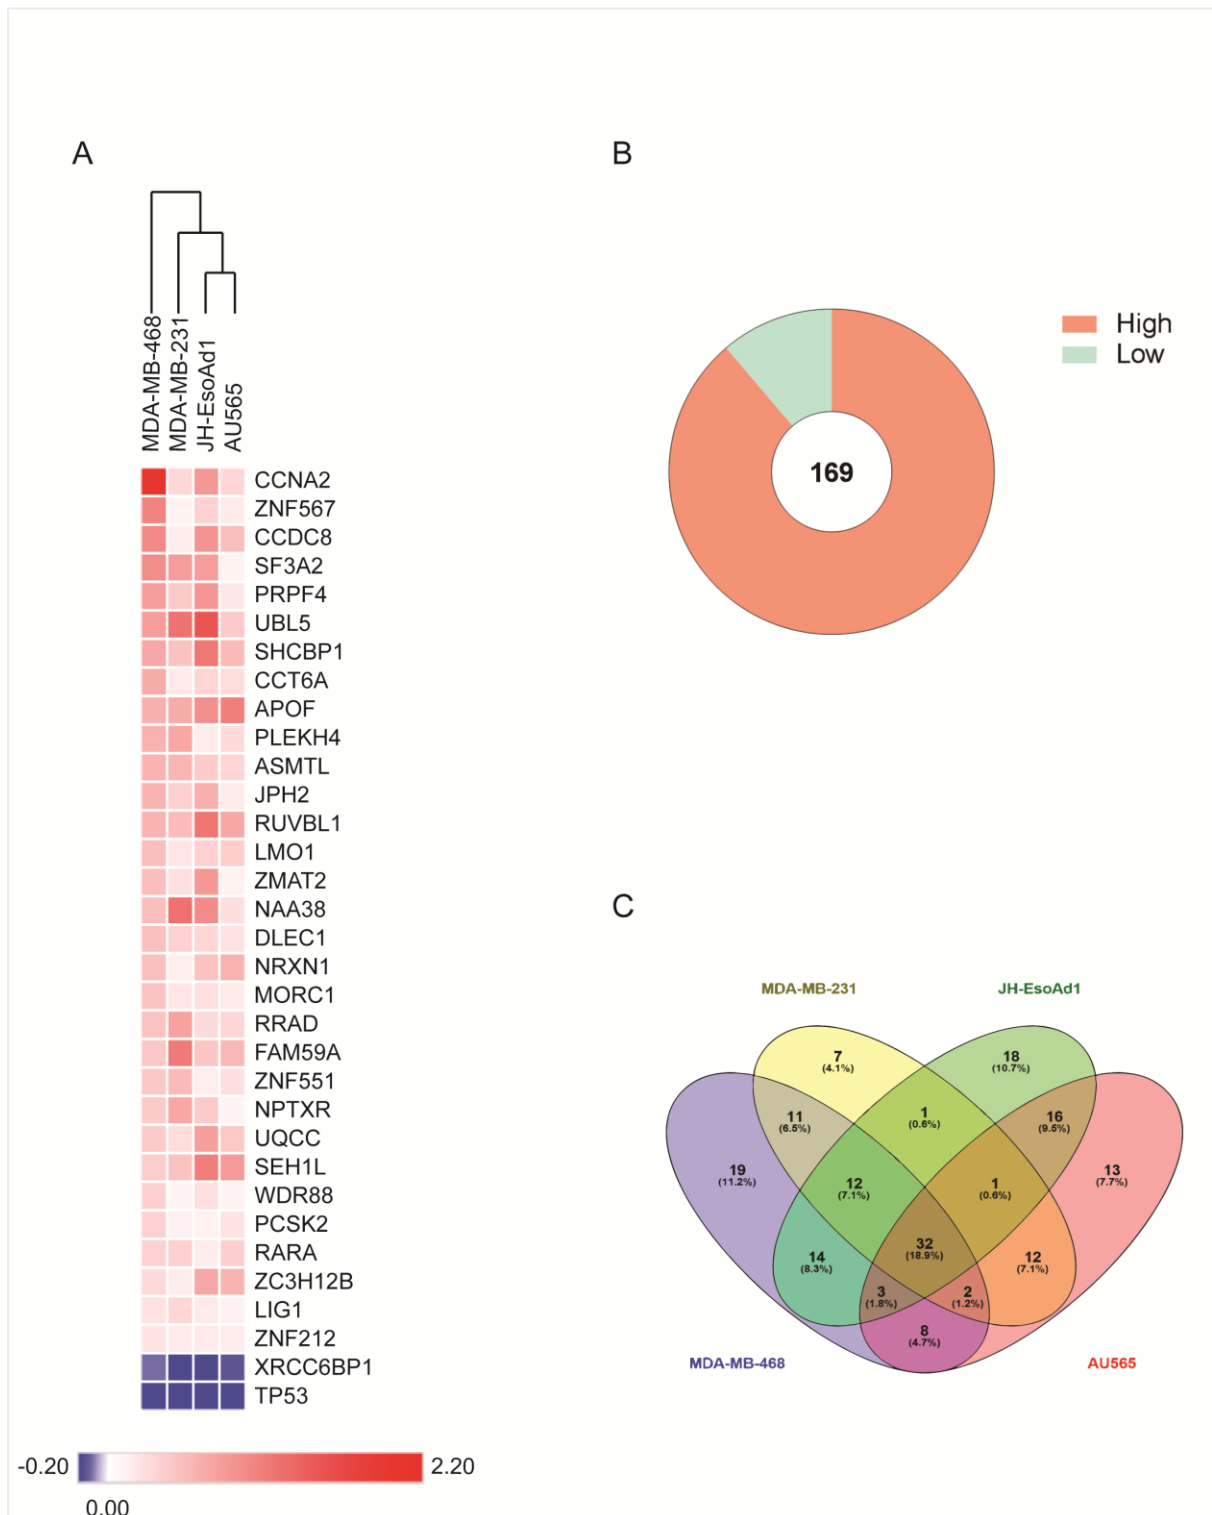 A
MDA-MB-468
MDA-MB-231
JH-EsoAd1
AU565
CCNA2
ZNF567
CCDC8
SF3A2
PRPF4
UBL5
SHCBP1
CCT6A
APOF
PLEKH4
ASMTL
JPH2
RUVBL1
LMO1
ZMAT2
NAA38
DLEC1
NRXN1
MORC1
RRAD
FAM59A
ZNF551
NPTXR
UQCC
SEH1L
WDR88
PCSK2
RARA
ZC3H12B
LIG1
ZNF212
XRCC6BP1
TP53
-0.20
2.20
0.00
B
169
High
Low
C
MDA-MB-231
JH-EsoAd1
7
(4.1%)
18
(10.7%)
11
(6.5%)
1
(0.6%)
16
(9.5%)
19
(11.2%)
12
(7.1%)
1
(0.6%)
13
(7.7%)
14
(8.3%)
32
(18.9%)
12
(7.1%)
3
(1.8%)
2
(1.2%)
8
(4.7%)
MDA-MB-468
AU565